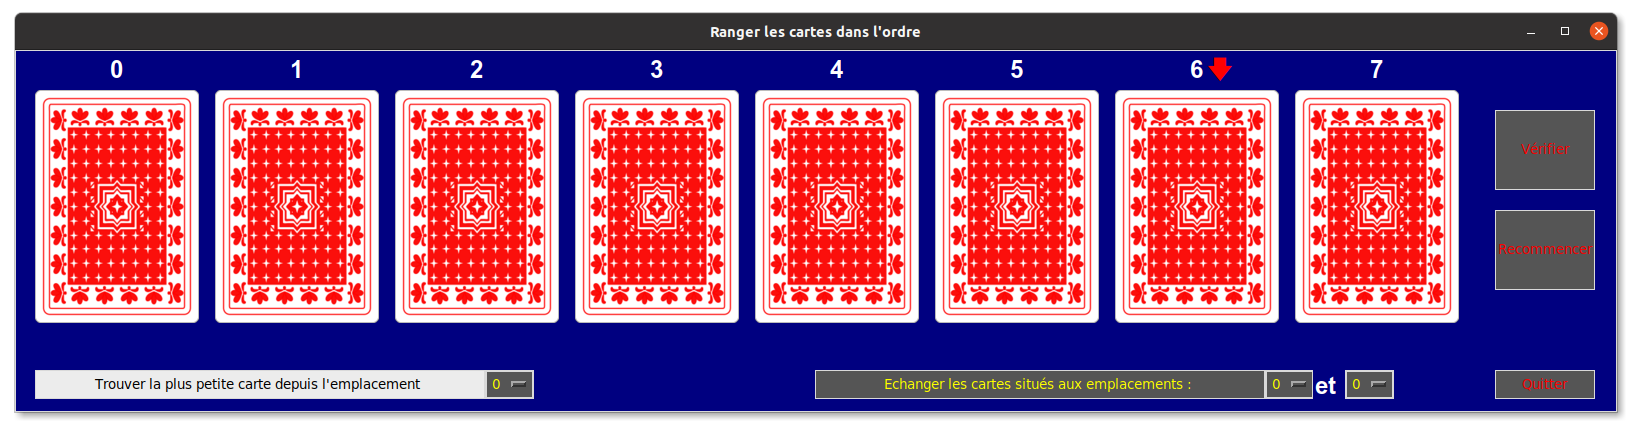 Ranger les cartes dans l'ordre
0 1 2 3 4 5 6 7
Vérifier
Recommencer
Trouver la plus petite carte depuis l'emplacement 0
Echanger les cartes situés aux emplacements : 0 et 0
Quitter